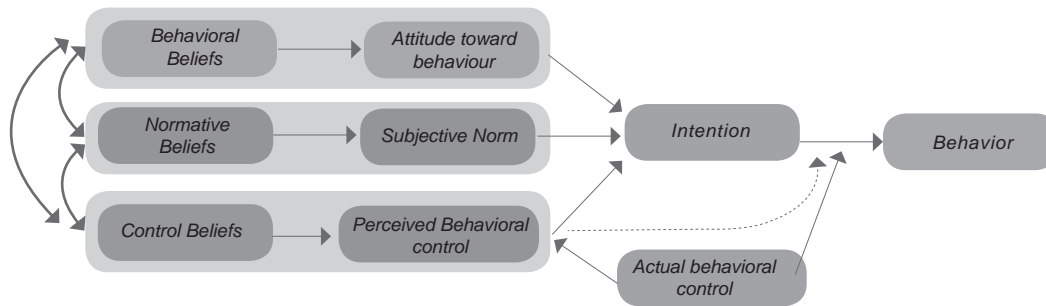 Behavioral
Beliefs
Attitude toward
behaviour
Normative
Beliefs
Subjective Norm
Intention
Behavior
Control Beliefs
Perceived Behavioral
control
Actual behavioral
control